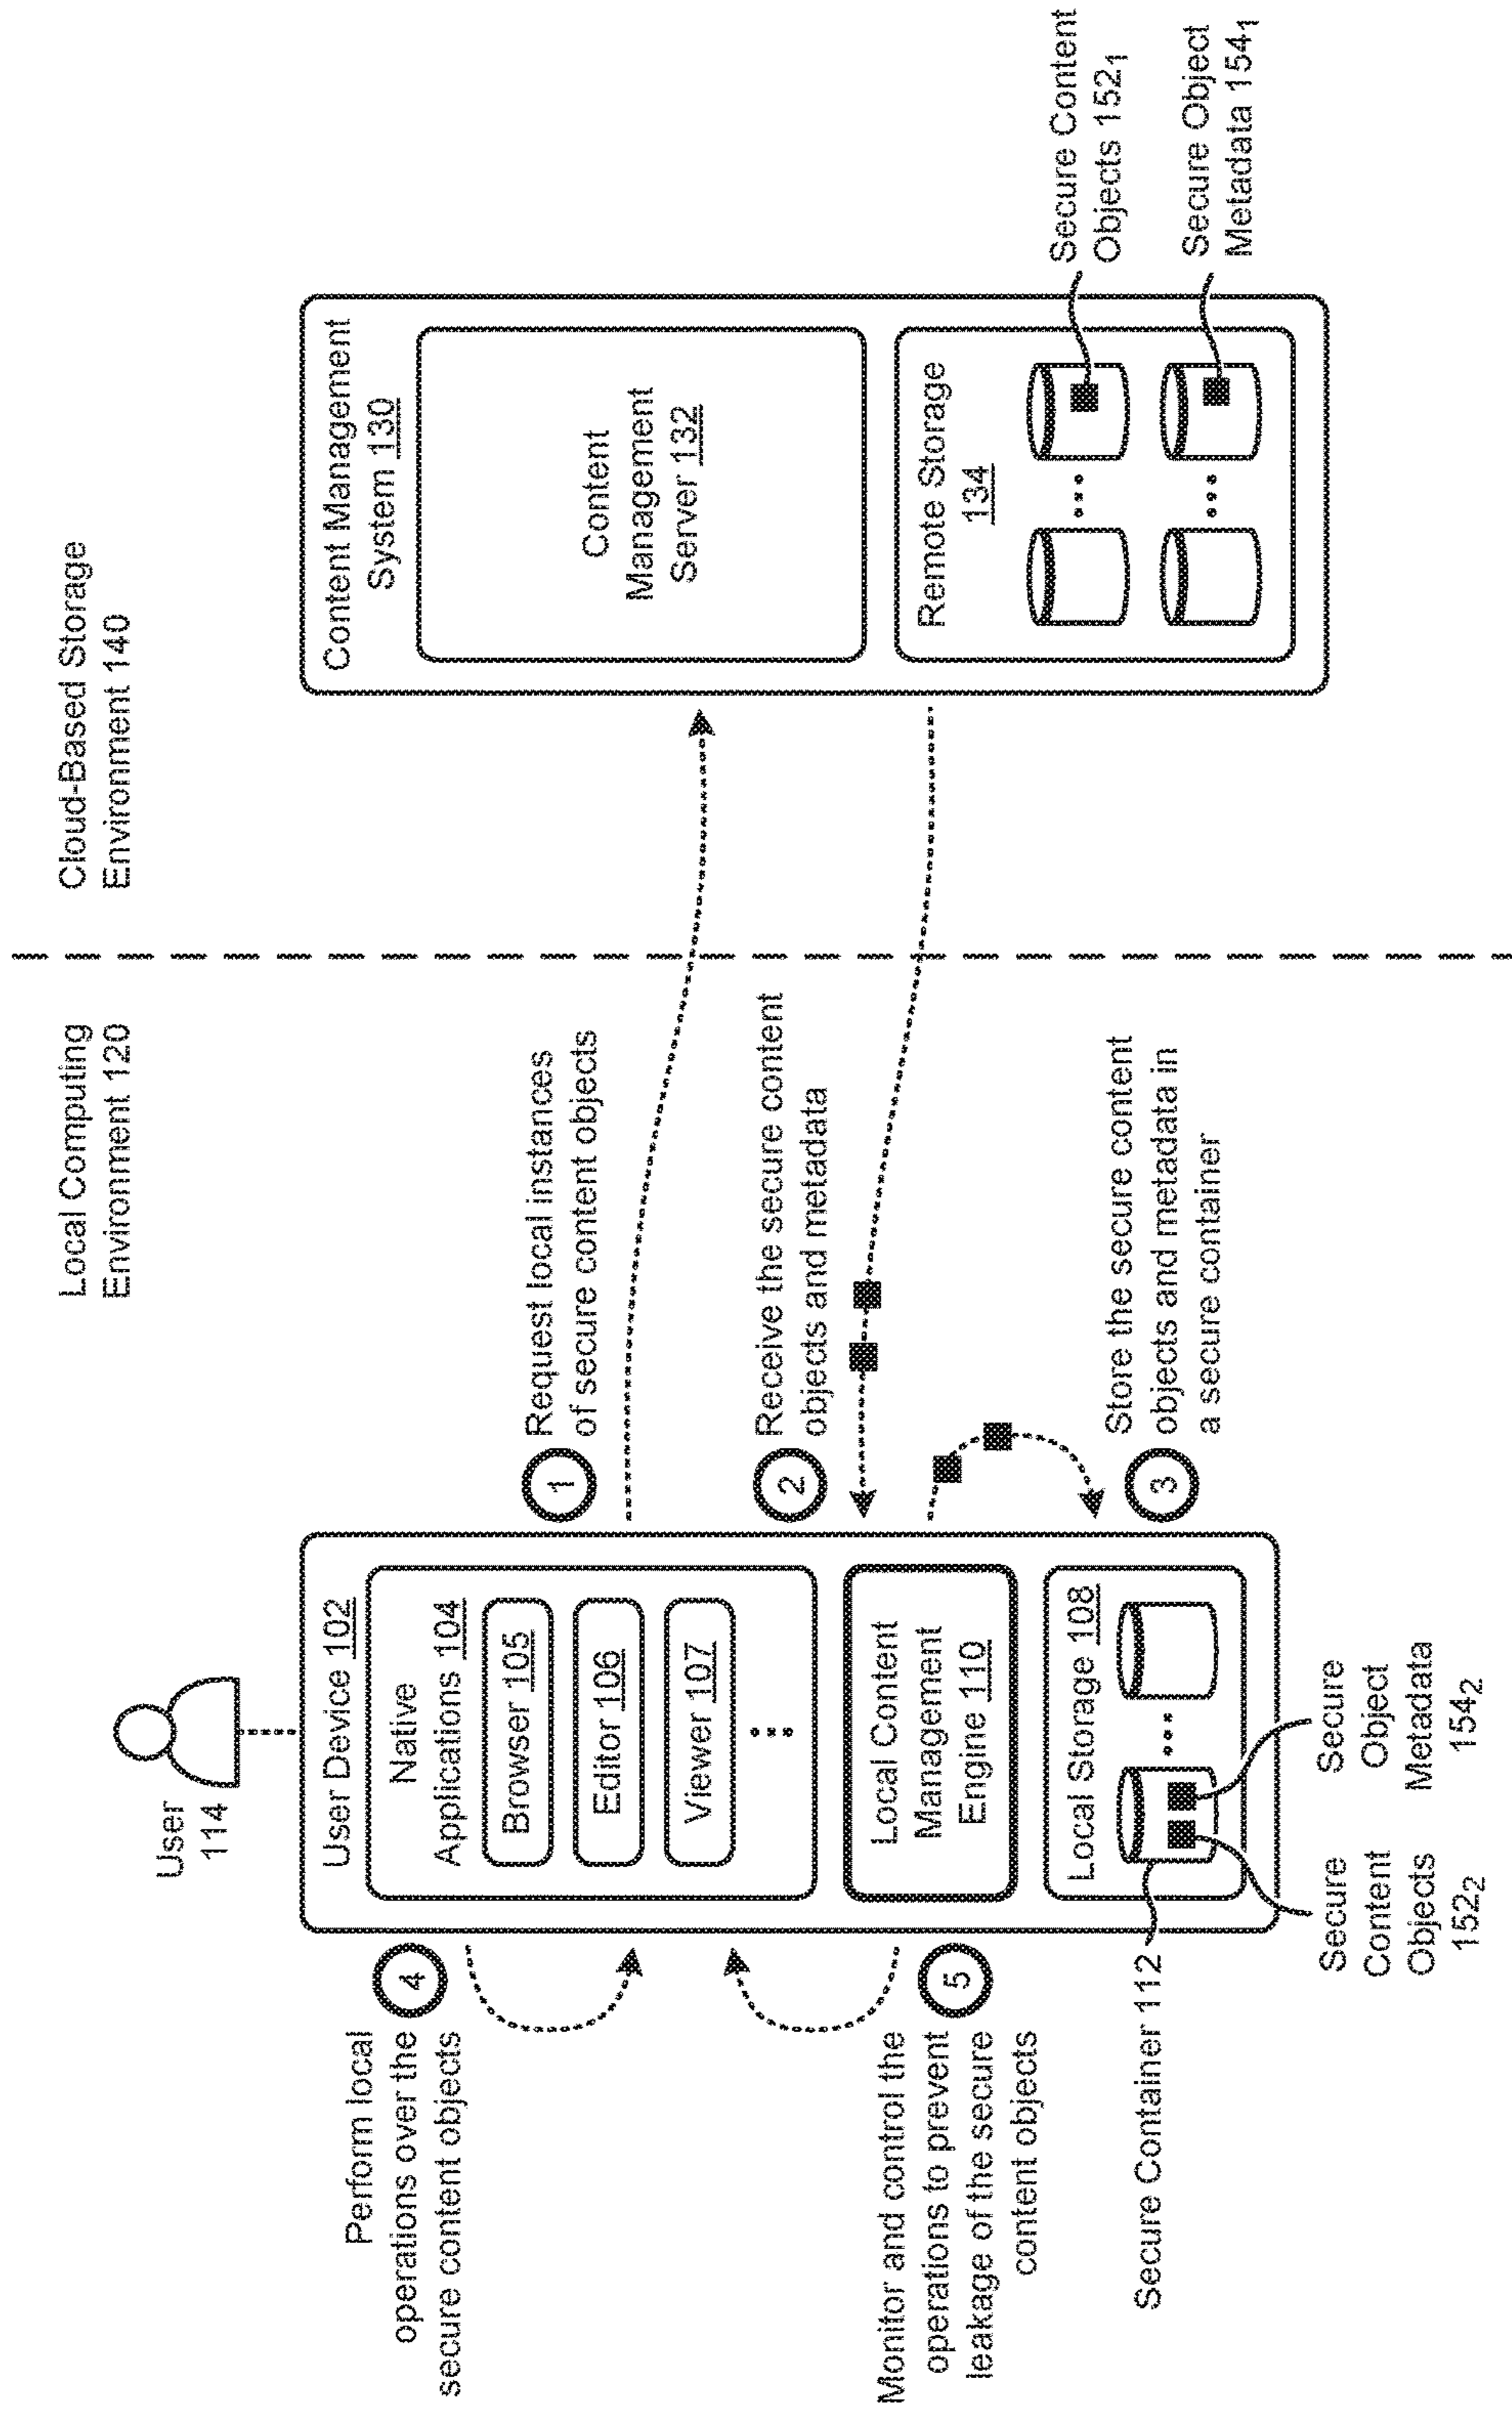 Local Computing
Environment 120
Cloud-Based Storage
Environment 140
User
114
User Device 102
Native
Applications 104
Browser 105
Editor 106
Viewer 107
Local Content
Management
Engine 110
Local Storage 108
4
Perform local
operations over the
secure content objects
5
Monitor and control the
operations to prevent
leakage of the secure
content objects
Secure Container 112
Secure
Content
Objects
152₂
Secure
Object
Metadata
154₂
1
Request local instances
of secure content objects
2
Receive the secure content
objects and metadata
3
Store the secure content
objects and metadata in
a secure container
Content Management
System 130
Content
Management
Server 132
Remote Storage
134
Secure Content
Objects 152₁
Secure Object
Metadata 154₁